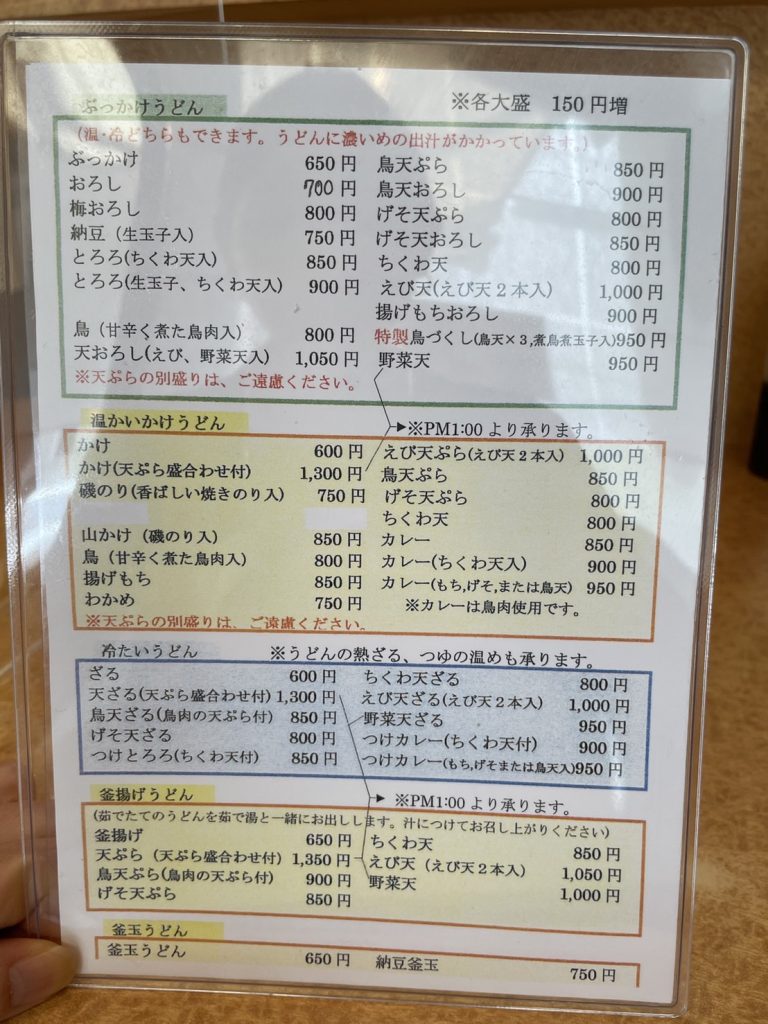 ぶっかけうどん ※各大盛 150円増
(温・冷どちらもできます。うどんに濃いめの出汁がかかっています。)
ぶっかけ 650円 鳥天ぷら 850円
おろし 700円 鳥天おろし 900円
梅おろし 800円 げそ天ぷら 800円
納豆（生玉子入） 750円 げそ天おろし 850円
とろろ(ちくわ天入) 850円 ちくわ天 800円
とろろ(生玉子、ちくわ天入) 900円 えび天(えび天2本入) 1,000円
揚げもちおろし 900円
鳥（甘辛く煮た鳥肉入） 800円 特製鳥づくし(鳥天×3,煮鳥煮玉子入)950円
天おろし(えび、野菜天入) 1,050円 野菜天 950円
※天ぷらの別盛りは、ご遠慮ください。
温かいかけうどん ▶※PM1:00より承ります。
かけ 600円 えび天ぷら(えび天2本入) 1,000円
かけ(天ぷら盛合わせ付) 1,300円 鳥天ぷら 850円
磯のり(香ばしい焼きのり入) 750円 げそ天ぷら 800円
ちくわ天 800円
山かけ（磯のり入） 850円 カレー 850円
鳥（甘辛く煮た鳥肉入） 800円 カレー(ちくわ天入) 900円
揚げもち 850円 カレー(もち,げそ,または鳥天) 950円
わかめ 750円 ※カレーは鳥肉使用です。
※天ぷらの別盛りは、ご遠慮ください。
冷たいうどん ※うどんの熱ざる、つゆの温めも承ります。
ざる 600円 ちくわ天ざる 800円
天ざる(天ぷら盛合わせ付) 1,300円 えび天ざる(えび天2本入) 1,000円
鳥天ざる(鳥肉の天ぷら付) 850円 野菜天ざる 950円
げそ天ざる 800円 つけカレー(ちくわ天付) 900円
つけとろろ(ちくわ天付) 850円 つけカレー(もち,げそまたは鳥天入)950円
釜揚げうどん ▶ ※PM1:00より承ります。
(茹でたてのうどんを茹で湯と一緒にお出しします。汁につけてお召し上がりください)
釜揚げ 650円 ちくわ天 850円
天ぷら（天ぷら盛合わせ付) 1,350円 えび天（えび天2本入） 1,050円
鳥天ぷら(鳥肉の天ぷら付) 900円 野菜天 1,000円
げそ天ぷら 850円
釜玉うどん
釜玉うどん 650円 納豆釜玉 750円